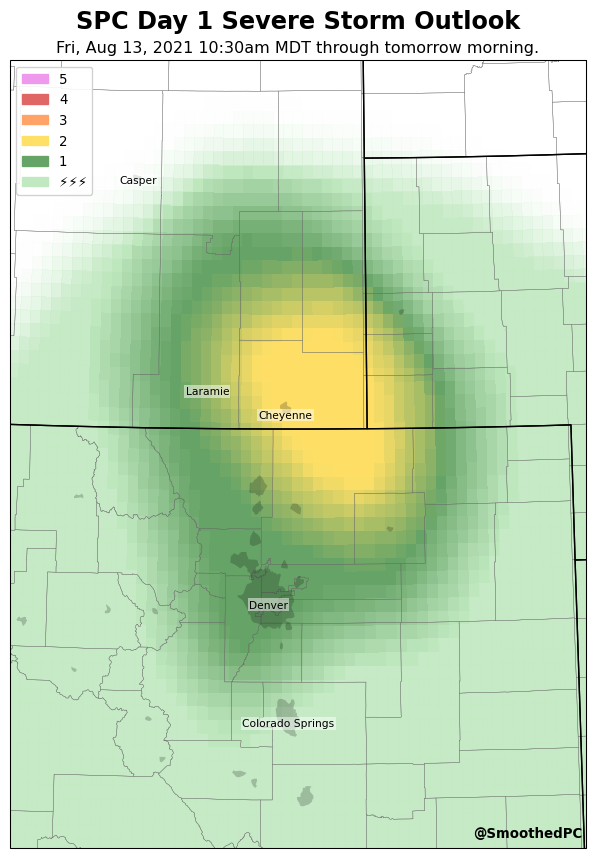 SPC Day 1 Severe Storm Outlook
Fri, Aug 13, 2021 10:30am MDT through tomorrow morning.
5
4
3
2
1
⚡⚡⚡
Casper
Laramie
Cheyenne
Denver
Colorado Springs
@SmoothedPC